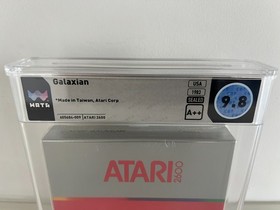 Galaxian
*Made in Taiwan, Atari Corp
WATA
USA
1983
SEALED
A++
9.8
ATARI 2600
ATARI
2600